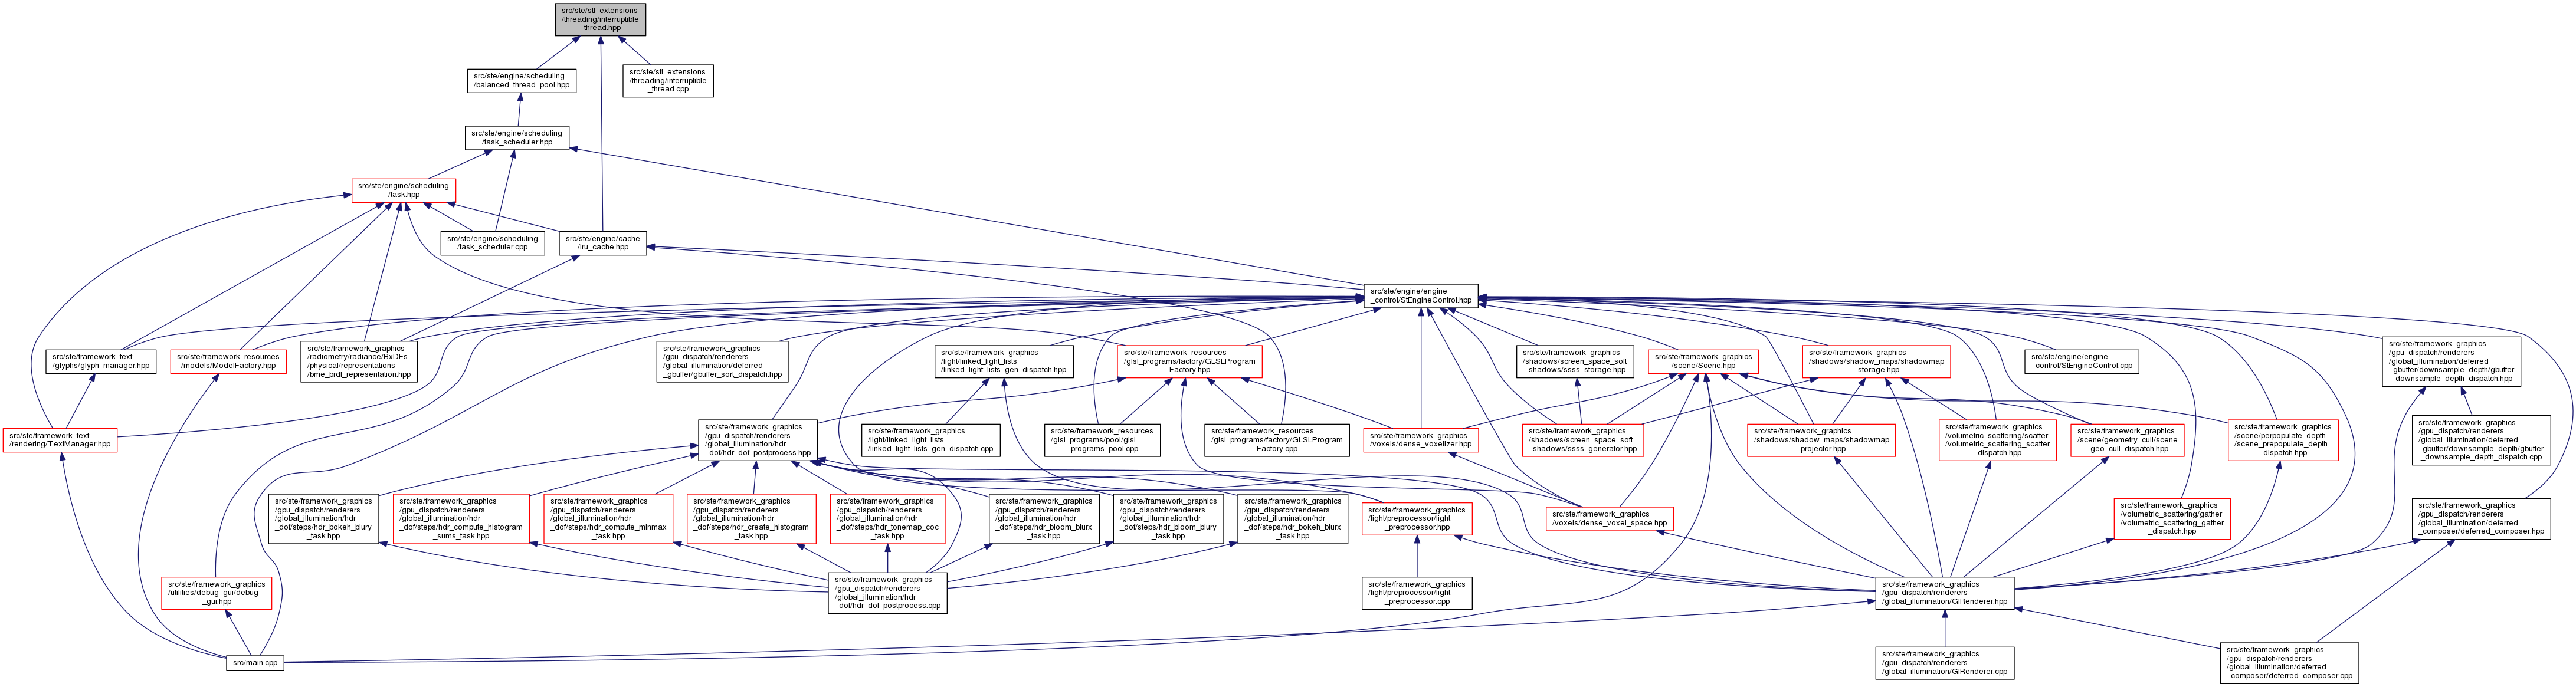 src/ste/stl_extensions
/threading/interruptible
_thread.hpp
src/ste/engine/scheduling
/balanced_thread_pool.hpp
src/ste/stl_extensions
/threading/interruptible
_thread.cpp
src/ste/engine/scheduling
/task_scheduler.hpp
src/ste/engine/scheduling
/task.hpp
src/ste/engine/scheduling
/task_scheduler.cpp
src/ste/engine/cache
/lru_cache.hpp
src/ste/engine/engine
_control/StEngineControl.hpp
src/ste/framework_text
/glyphs/glyph_manager.hpp
src/ste/framework_resources
/models/ModelFactory.hpp
src/ste/framework_graphics
/radiometry/radiance/BxDFs
/physical/representations
/bme_brdf_representation.hpp
src/ste/framework_graphics
/gpu_dispatch/renderers
/global_illumination/deferred
_gbuffer/gbuffer_sort_dispatch.hpp
src/ste/framework_graphics
/light/linked_light_lists
/linked_light_lists_gen_dispatch.hpp
src/ste/framework_resources
/glsl_programs/factory/GLSLProgram
Factory.hpp
src/ste/framework_graphics
/shadows/screen_space_soft
_shadows/ssss_storage.hpp
src/ste/framework_graphics
/scene/Scene.hpp
src/ste/framework_graphics
/shadows/shadow_maps/shadowmap
_storage.hpp
src/ste/engine/engine
_control/StEngineControl.cpp
src/ste/framework_graphics
/gpu_dispatch/renderers
/global_illumination/deferred
_gbuffer/downsample_depth/gbuffer
_downsample_depth_dispatch.hpp
src/ste/framework_text
/rendering/TextManager.hpp
src/ste/framework_graphics
/gpu_dispatch/renderers
/global_illumination/hdr
_dof/hdr_dof_postprocess.hpp
src/ste/framework_graphics
/light/linked_light_lists
/linked_light_lists_gen_dispatch.cpp
src/ste/framework_resources
/glsl_programs/pool/glsl
_programs_pool.cpp
src/ste/framework_resources
/glsl_programs/factory/GLSLProgram
Factory.cpp
src/ste/framework_graphics
/voxels/dense_voxelizer.hpp
src/ste/framework_graphics
/shadows/screen_space_soft
_shadows/ssss_generator.hpp
src/ste/framework_graphics
/shadows/shadow_maps/shadowmap
_projector.hpp
src/ste/framework_graphics
/volumetric_scattering/scatter
/volumetric_scattering_scatter
_dispatch.hpp
src/ste/framework_graphics
/scene/geometry_cull/scene
_geo_cull_dispatch.hpp
src/ste/framework_graphics
/scene/perpopulate_depth
/scene_prepopulate_depth
_dispatch.hpp
src/ste/framework_graphics
/gpu_dispatch/renderers
/global_illumination/deferred
_gbuffer/downsample_depth/gbuffer
_downsample_depth_dispatch.cpp
src/ste/framework_graphics
/gpu_dispatch/renderers
/global_illumination/hdr
_dof/steps/hdr_bokeh_blury
_task.hpp
src/ste/framework_graphics
/gpu_dispatch/renderers
/global_illumination/hdr
_dof/steps/hdr_compute_histogram
_sums_task.hpp
src/ste/framework_graphics
/gpu_dispatch/renderers
/global_illumination/hdr
_dof/steps/hdr_compute_minmax
_task.hpp
src/ste/framework_graphics
/gpu_dispatch/renderers
/global_illumination/hdr
_dof/steps/hdr_create_histogram
_task.hpp
src/ste/framework_graphics
/gpu_dispatch/renderers
/global_illumination/hdr
_dof/steps/hdr_tonemap_coc
_task.hpp
src/ste/framework_graphics
/gpu_dispatch/renderers
/global_illumination/hdr
_dof/steps/hdr_bloom_blurx
_task.hpp
src/ste/framework_graphics
/gpu_dispatch/renderers
/global_illumination/hdr
_dof/steps/hdr_bloom_blury
_task.hpp
src/ste/framework_graphics
/gpu_dispatch/renderers
/global_illumination/hdr
_dof/steps/hdr_bokeh_blurx
_task.hpp
src/ste/framework_graphics
/light/preprocessor/light
_preprocessor.hpp
src/ste/framework_graphics
/voxels/dense_voxel_space.hpp
src/ste/framework_graphics
/volumetric_scattering/gather
/volumetric_scattering_gather
_dispatch.hpp
src/ste/framework_graphics
/gpu_dispatch/renderers
/global_illumination/deferred
_composer/deferred_composer.hpp
src/ste/framework_graphics
/utilities/debug_gui/debug
_gui.hpp
src/ste/framework_graphics
/gpu_dispatch/renderers
/global_illumination/hdr
_dof/hdr_dof_postprocess.cpp
src/ste/framework_graphics
/light/preprocessor/light
_preprocessor.cpp
src/ste/framework_graphics
/gpu_dispatch/renderers
/global_illumination/GIRenderer.hpp
src/main.cpp
src/ste/framework_graphics
/gpu_dispatch/renderers
/global_illumination/GIRenderer.cpp
src/ste/framework_graphics
/gpu_dispatch/renderers
/global_illumination/deferred
_composer/deferred_composer.cpp